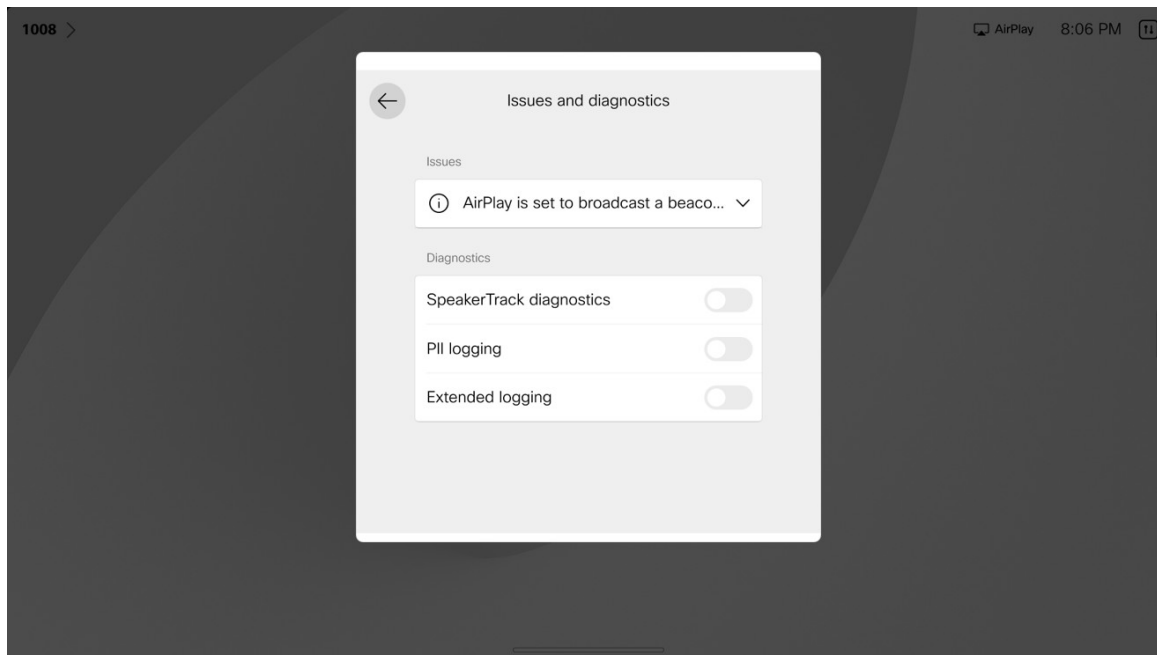 1008
AirPlay 8:06 PM
Issues and diagnostics
Issues
AirPlay is set to broadcast a beaco...
Diagnostics
SpeakerTrack diagnostics
PII logging
Extended logging